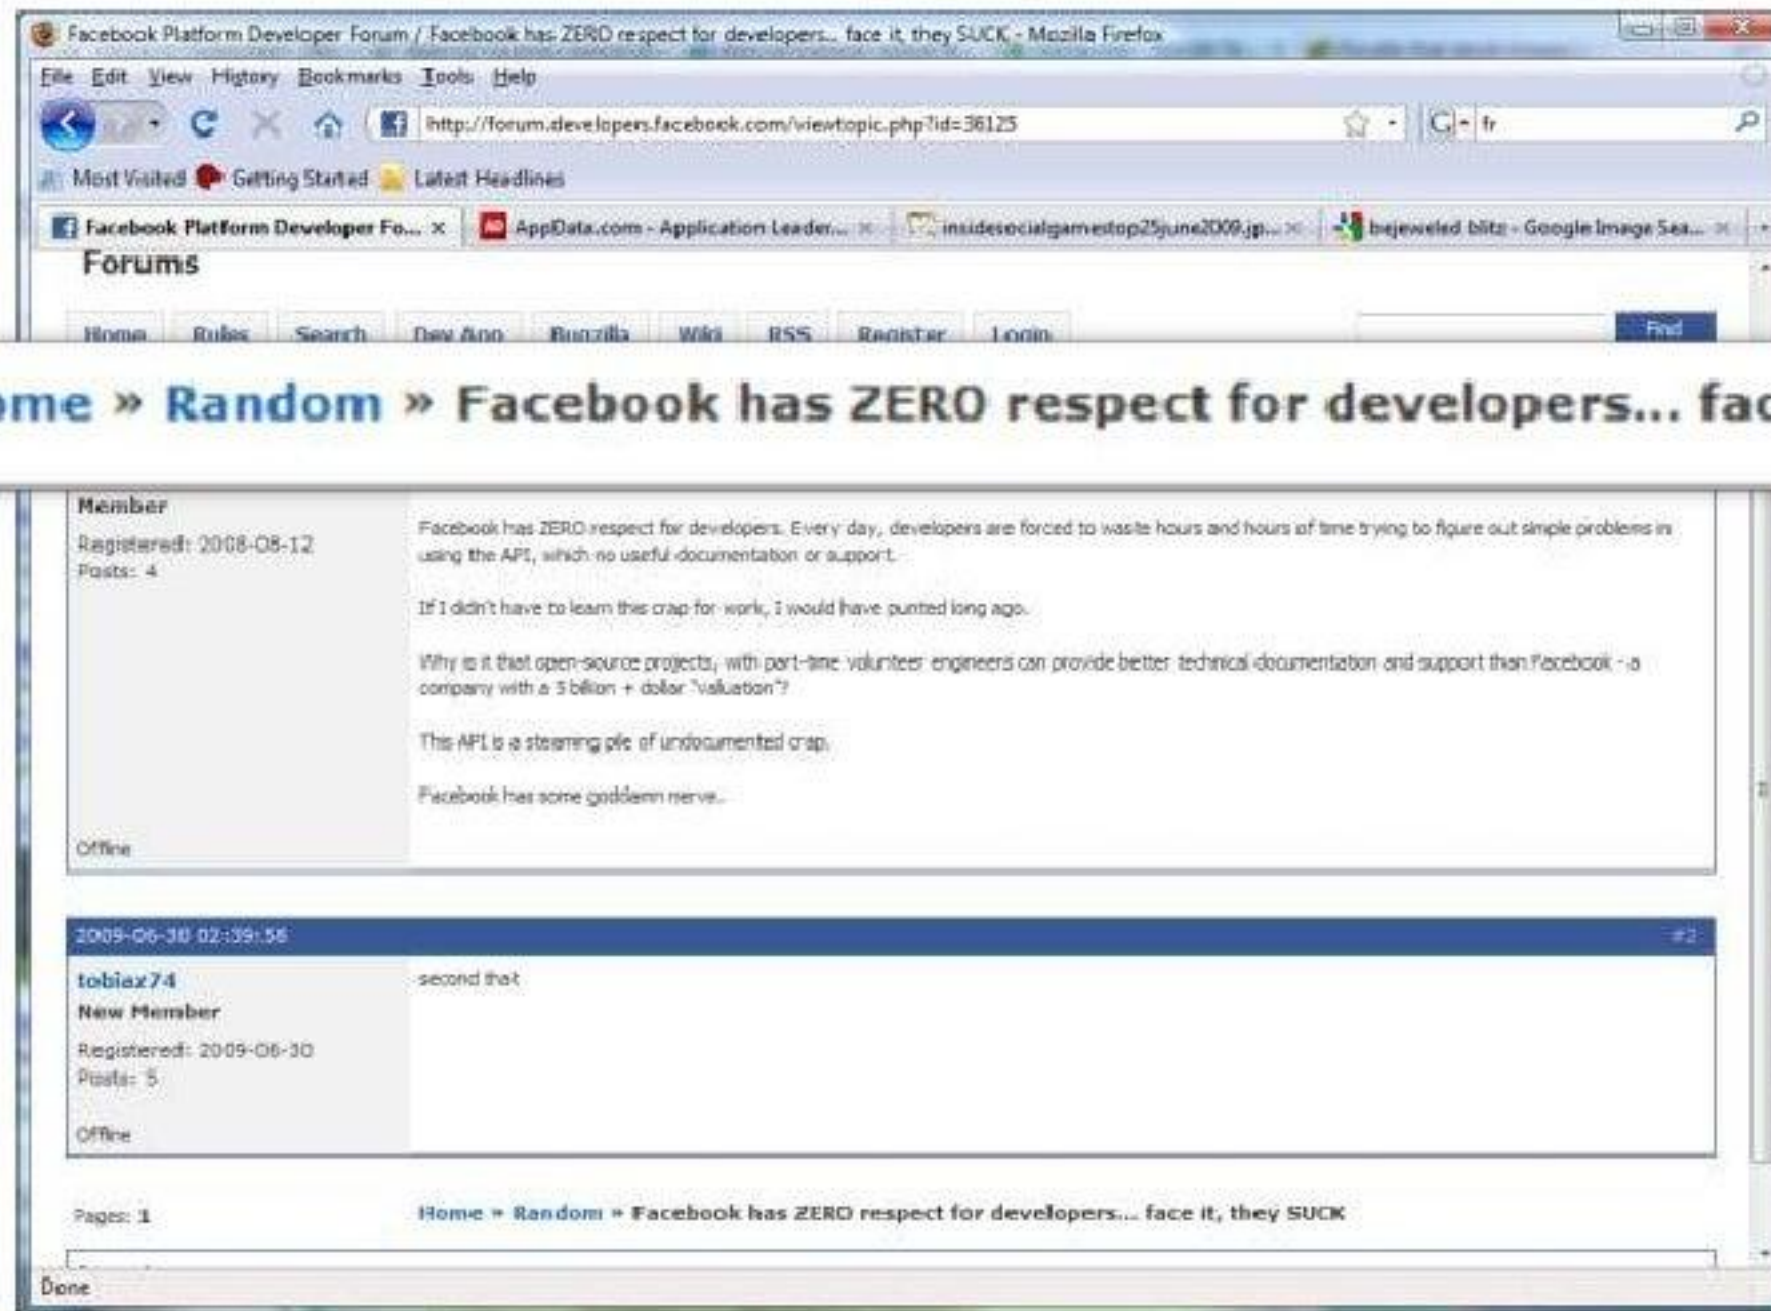 Facebook Platform Developer Forum / Facebook has ZERO respect for developers... face it, they SUCK - Mozilla Firefox
File Edit View History Bookmarks Tools Help
http://forum.developers.facebook.com/viewtopic.php?id=36125
G fr
Most Visited Getting Started Latest Headlines
Facebook Platform Developer Fo... AppData.com - Application Leader... insidesocialgamestop25june2009.jp... bejeweled blitz - Google Image Sea...
Forums
Home Rules Search Dev App Bugzilla Wiki RSS Register Login Find
ome » Random » Facebook has ZERO respect for developers... fac
Member
Registered: 2008-08-12
Posts: 4
Facebook has ZERO respect for developers. Every day, developers are forced to waste hours and hours of time trying to figure out simple problems in
using the API, which no useful documentation or support.
If I didn't have to learn this crap for work, I would have punted long ago.
Why is it that open-source projects, with part-time volunteer engineers can provide better technical documentation and support than Facebook - a
company with a 5 billion + dollar "valuation"?
This API is a steaming pile of undocumented crap.
Facebook has some goddamn nerve..
Offline
2009-06-30 02:39:56 #2
tobiaz74
New Member
Registered: 2009-06-30
Posts: 5
second that
Offline
Pages: 1
Home » Random » Facebook has ZERO respect for developers... face it, they SUCK
Done